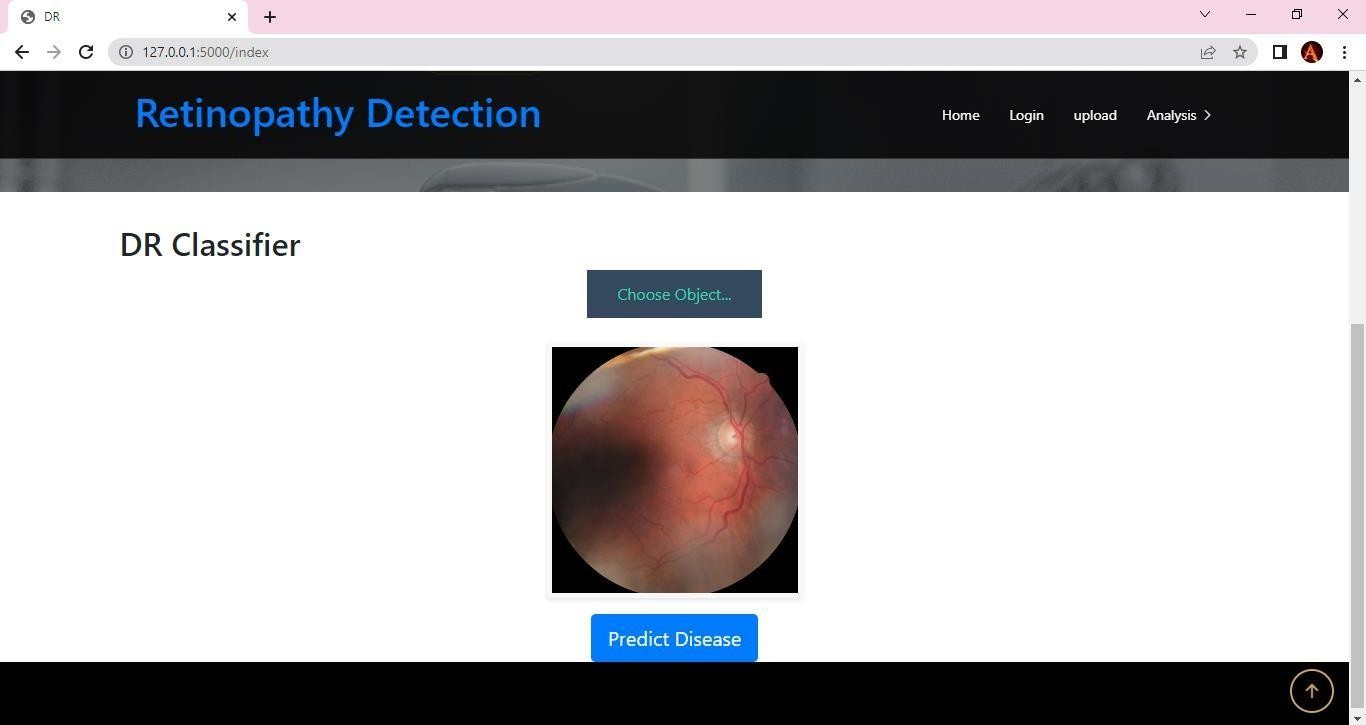 DR
127.0.0.1:5000/index
Retinopathy Detection
Home Login upload Analysis
DR Classifier
Choose Object...
Predict Disease